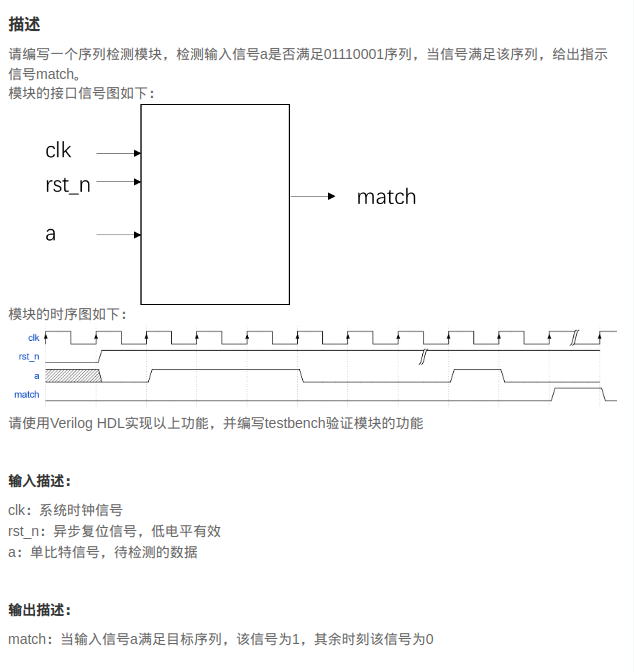 描述
请编写一个序列检测模块，检测输入信号a是否满足01110001序列，当信号满足该序列，给出指示
信号match。
模块的接口信号图如下：
clk
rst_n
a
match
模块的时序图如下：
clk
rst_n
a
match
请使用Verilog HDL实现以上功能，并编写testbench验证模块的功能
输入描述：
clk：系统时钟信号
rst_n：异步复位信号，低电平有效
a：单比特信号，待检测的数据
输出描述：
match：当输入信号a满足目标序列，该信号为1，其余时刻该信号为0